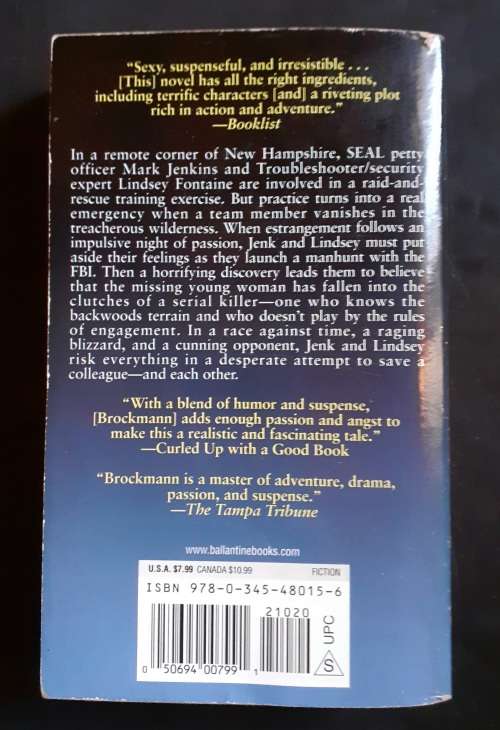 “Sexy, suspenseful, and irresistible . . .
[This] novel has all the right ingredients,
including terrific characters [and] a riveting plot
rich in action and adventure.”
—Booklist
In a remote corner of New Hampshire, SEAL petty
officer Mark Jenkins and Troubleshooter/security
expert Lindsey Fontaine are involved in a raid-and-
rescue training exercise. But practice turns into a real
emergency when a team member vanishes in the
treacherous wilderness. When estrangement follows an
impulsive night of passion, Jenk and Lindsey must put
aside their feelings as they launch a manhunt with the
FBI. Then a horrifying discovery leads them to believe
that the missing young woman has fallen into the
clutches of a serial killer—one who knows the
backwoods terrain and who doesn’t play by the rules
of engagement. In a race against time, a raging
blizzard, and a cunning opponent, Jenk and Lindsey
risk everything in a desperate attempt to save a
colleague—and each other.
“With a blend of humor and suspense,
[Brockmann] adds enough passion and angst to
make this a realistic and fascinating tale.”
—Curled Up with a Good Book
“Brockmann is a master of adventure, drama,
passion, and suspense.”
—The Tampa Tribune
www.ballantinebooks.com
U.S.A. $7.99 CANADA $10.99 FICTION
ISBN 978-0-345-48015-6
21020
0 50694 00799 1
S UPC